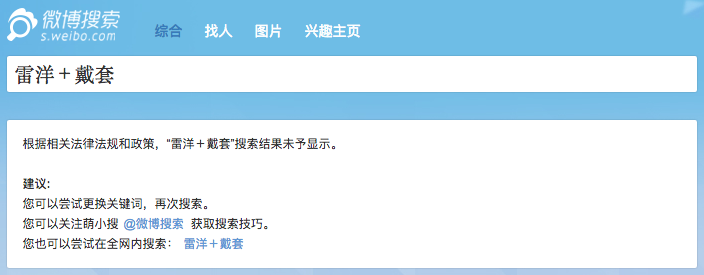 微博搜索
s.weibo.com
综合 找人 图片 兴趣主页
雷洋＋戴套
根据相关法律法规和政策，“雷洋＋戴套”搜索结果未予显示。
建议：
您可以尝试更换关键词，再次搜索。
您可以关注萌小搜 @微博搜索 获取搜索技巧。
您也可以尝试在全网内搜索： 雷洋＋戴套